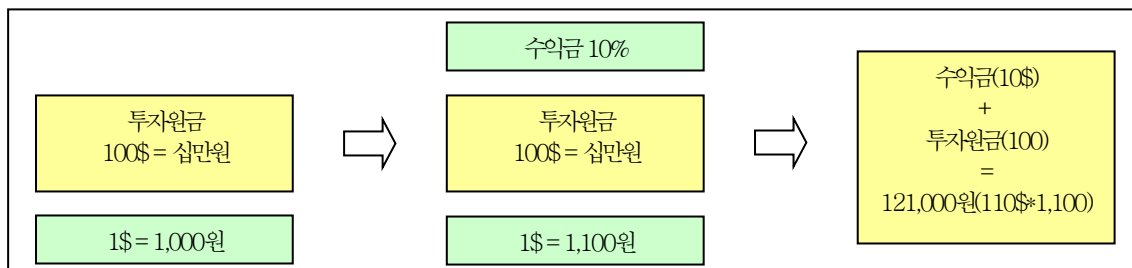 투자원금
100$ = 십만원
1$ = 1,000원
수익금 10%
투자원금
100$ = 십만원
1$ = 1,100원
수익금(10$)
+
투자원금(100)
=
121,000원(110$*1,100)